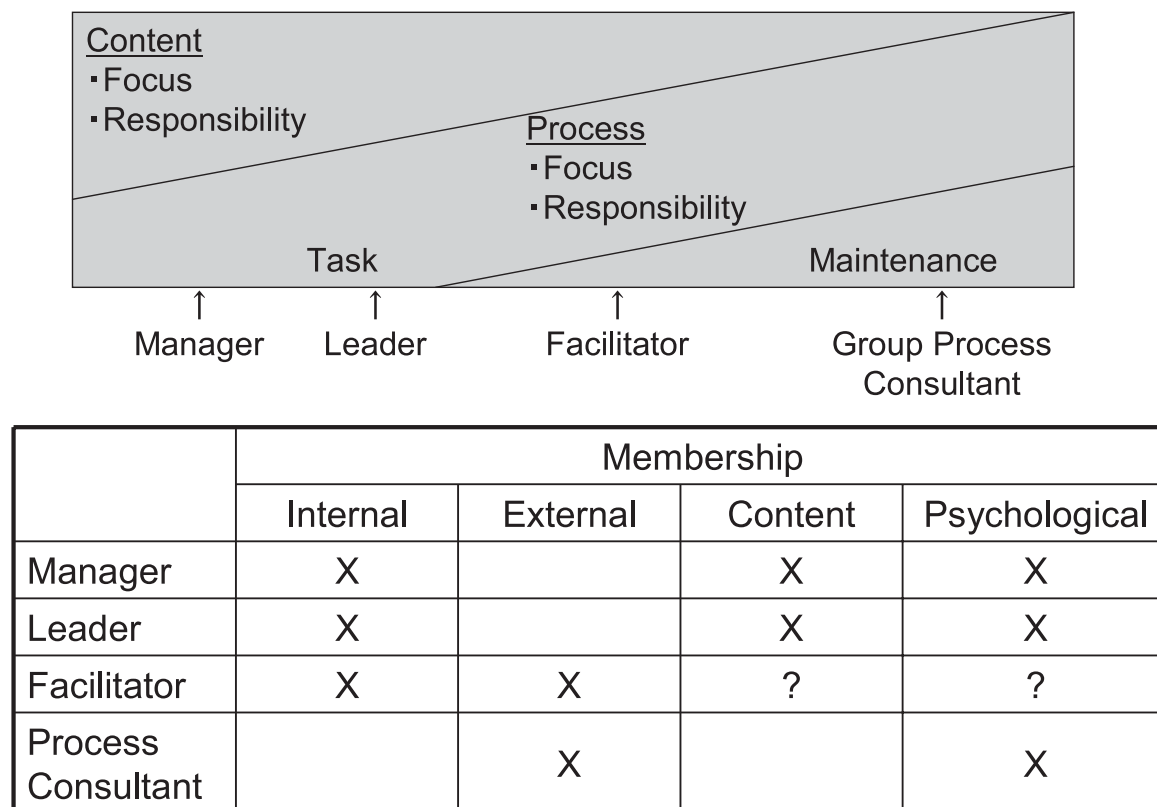 Content
▪Focus
▪Responsibility
Process
▪Focus
▪Responsibility
Task
Maintenance
↑ ↑ ↑ ↑
Manager Leader Facilitator Group Process
Consultant
Membership
Internal External Content Psychological
Manager X X X
Leader X X X
Facilitator X X ? ?
Process
Consultant X X